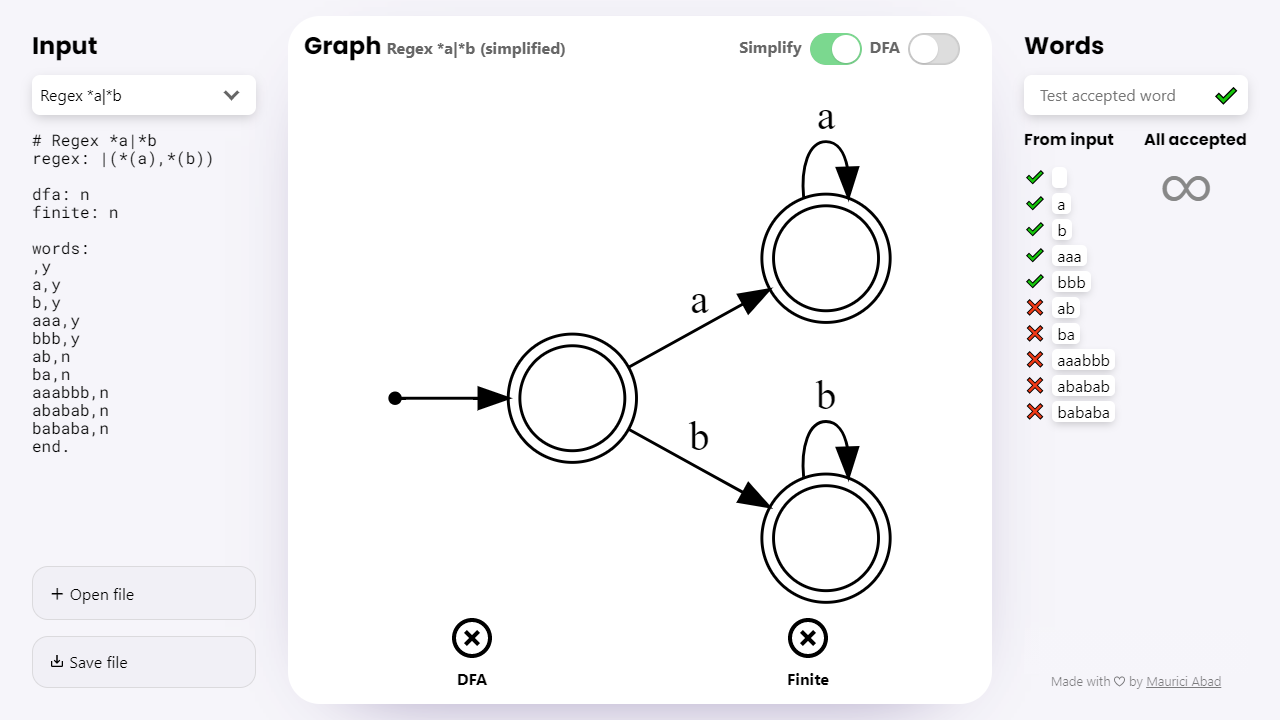 Input
Regex *a|*b
# Regex *a|*b
regex: |(*(a),*(b))
dfa: n
finite: n
words:
,y
a,y
b,y
aaa,y
bbb,y
ab,n
ba,n
aaabbb,n
ababab,n
bababa,n
end.
Open file
Save file
Graph Regex *a|*b (simplified)
Simplify
DFA
a
a
b
b
DFA
Finite
Words
Test accepted word
From input
All accepted
a
∞
b
aaa
bbb
ab
ba
aaabbb
ababab
bababa
Made with ♡ by Maurici Abad